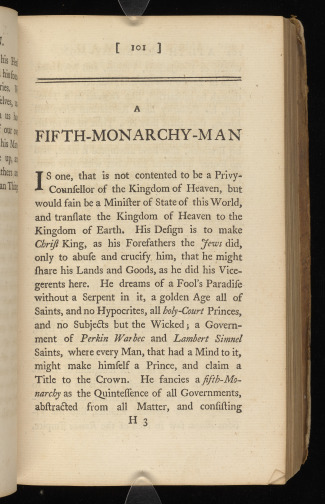 [ 101 ]
A
FIFTH-MONARCHY-MAN
IS one, that is not contented to be a Privy-
Counſellor of the Kingdom of Heaven, but
would fain be a Miniſter of State of this World,
and tranſlate the Kingdom of Heaven to the
Kingdom of Earth. His Deſign is to make
Chriſt King, as his Forefathers the Jews did,
only to abuſe and crucify him, that he might
ſhare his Lands and Goods, as he did his Vice-
gerents here. He dreams of a Fool's Paradiſe
without a Serpent in it, a golden Age all of
Saints, and no Hypocrites, all holy-Court Princes,
and no Subjects but the Wicked; a Govern-
ment of Perkin Warbec and Lambert Simnel
Saints, where every Man, that had a Mind to it,
might make himſelf a Prince, and claim a
Title to the Crown. He fancies a fifth-Mo-
narchy as the Quinteſſence of all Governments,
abſtracted from all Matter, and conſiſting
H 3